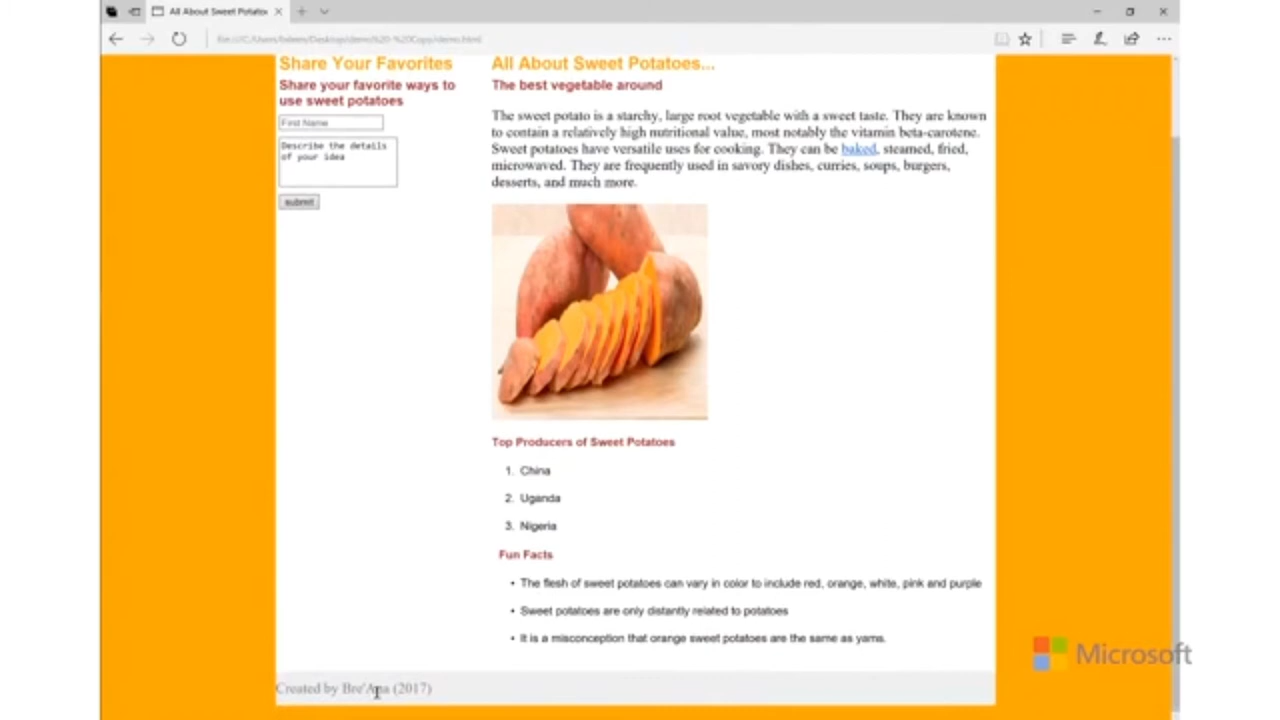 All About Sweet Potatoe
Share Your Favorites
Share your favorite ways to
use sweet potatoes
First Name
Describe the details
of your idea
submit
All About Sweet Potatoes...
The best vegetable around
The sweet potato is a starchy, large root vegetable with a sweet taste. They are known
to contain a relatively high nutritional value, most notably the vitamin beta-carotene.
Sweet potatoes have versatile uses for cooking. They can be baked, steamed, fried,
microwaved. They are frequently used in savory dishes, curries, soups, burgers,
desserts, and much more.
Top Producers of Sweet Potatoes
1. China
2. Uganda
3. Nigeria
Fun Facts
• The flesh of sweet potatoes can vary in color to include red, orange, white, pink and purple
• Sweet potatoes are only distantly related to potatoes
• It is a misconception that orange sweet potatoes are the same as yams.
Created by Bre'Ana (2017)
Microsoft